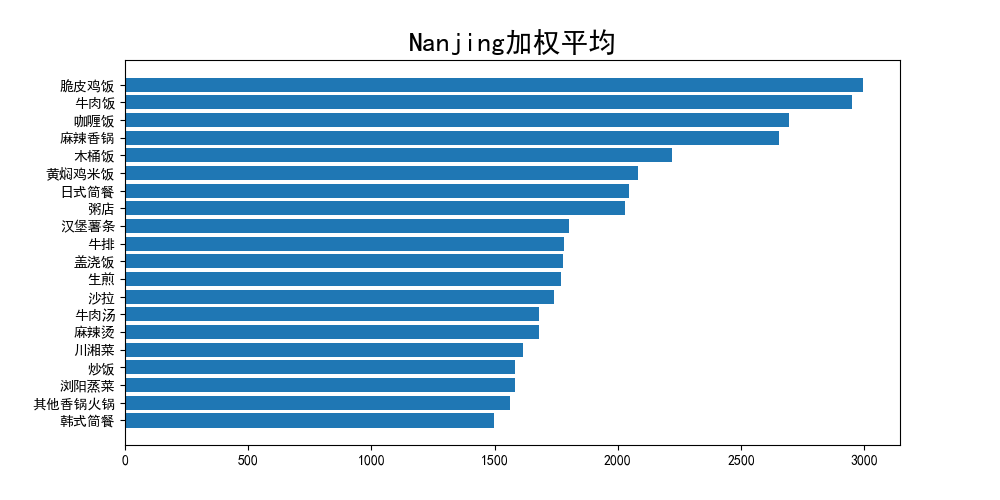 Nanjing加权平均
脆皮鸡饭
牛肉饭
咖喱饭
麻辣香锅
木桶饭
黄焖鸡米饭
日式简餐
粥店
汉堡薯条
牛排
盖浇饭
生煎
沙拉
牛肉汤
麻辣烫
川湘菜
炒饭
浏阳蒸菜
其他香锅火锅
韩式简餐
0 500 1000 1500 2000 2500 3000